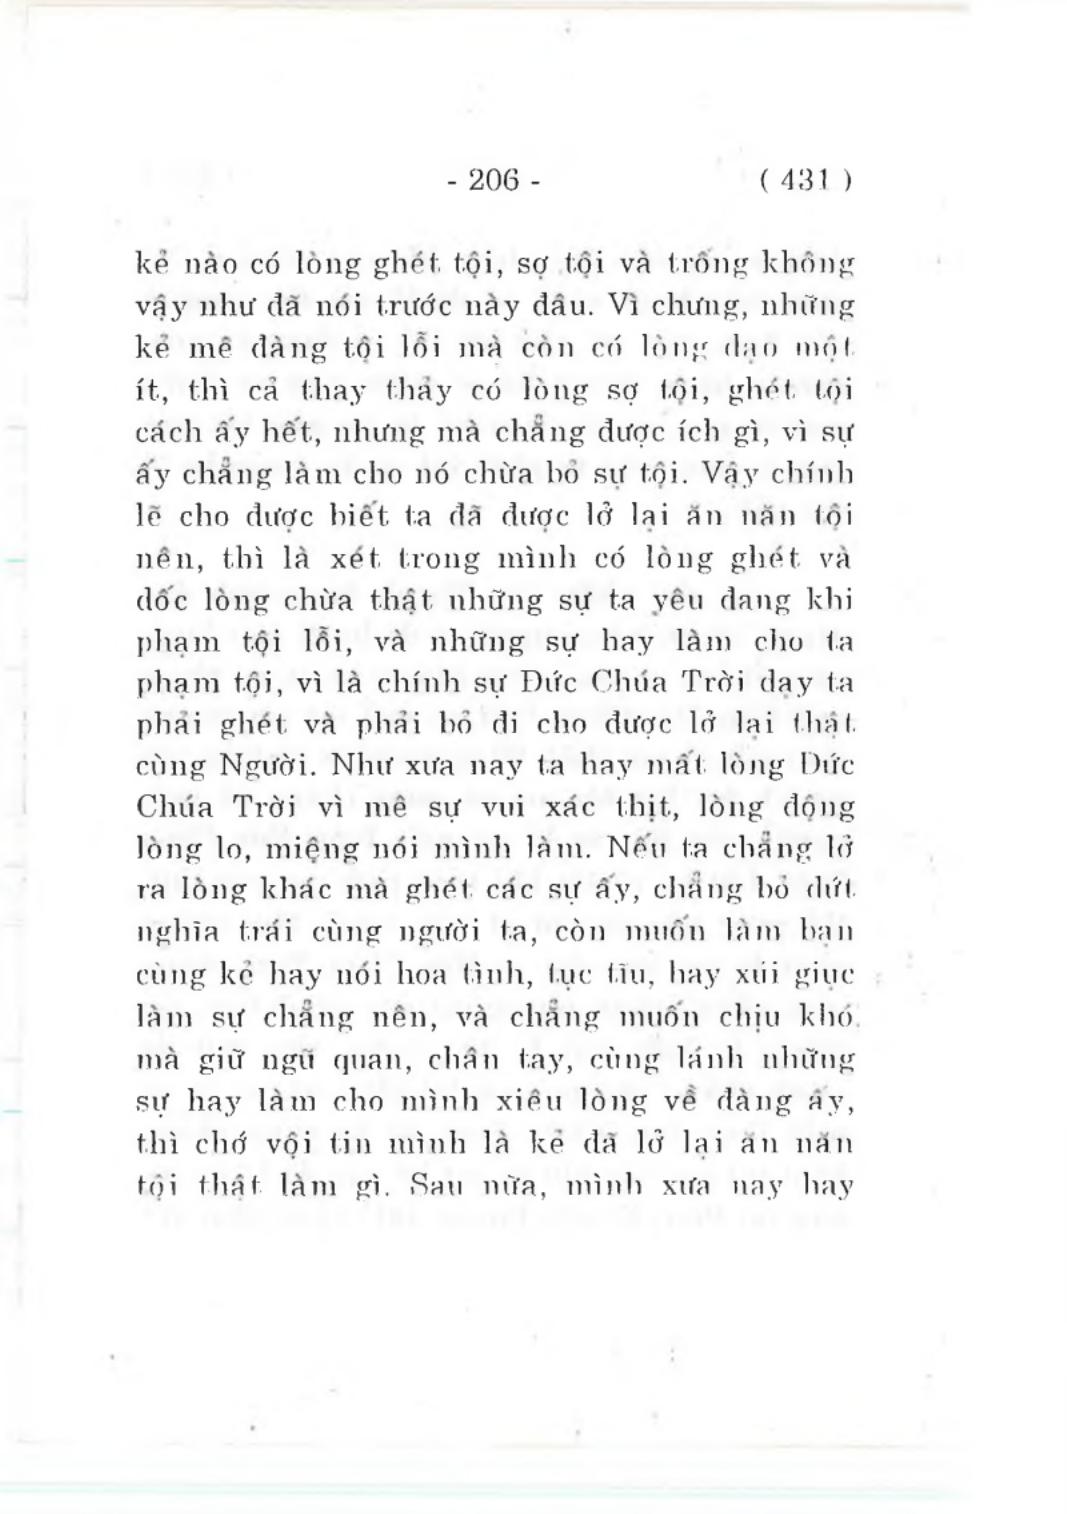 - 206 - ( 431 )
kẻ nào có lòng ghét tội, sợ tội và trống không
vậy như đã nói trước này đâu. Vì chưng, những
kẻ mê đàng tội lỗi mà còn có lòng đạo một
ít, thì cả thay thảy có lòng sợ tội, ghét tội
cách ấy hết, nhưng mà chẳng được ích gì, vì sự
ấy chẳng làm cho nó chừa bỏ sự tội. Vậy chính
lẽ cho được biết ta đã được lở lại ăn năn tội
nên, thì là xét trong mình có lòng ghét và
dốc lòng chừa thật những sự ta yêu đang khi
phạm tội lỗi, và những sự hay làm cho ta
phạm tội, vì là chính sự Đức Chúa Trời dạy ta
phải ghét và phải bỏ đi cho được lở lại thật
cùng Người. Như xưa nay ta hay mất lòng Đức
Chúa Trời vì mê sự vui xác thịt, lòng động
lòng lo, miệng nói mình làm. Nếu ta chẳng lở
ra lòng khác mà ghét các sự ấy, chẳng bỏ dứt
nghĩa trái cùng người ta, còn muốn làm bạn
cùng kẻ hay nói hoa tình, tục tĩu, hay xúi giục
làm sự chẳng nên, và chẳng muốn chịu khó
mà giữ ngũ quan, chân tay, cùng lánh những
sự hay làm cho mình xiêu lòng về đàng ấy,
thì chớ vội tin mình là kẻ đã lở lại ăn năn
tội thật làm gì. Sau nữa, mình xưa nay hay